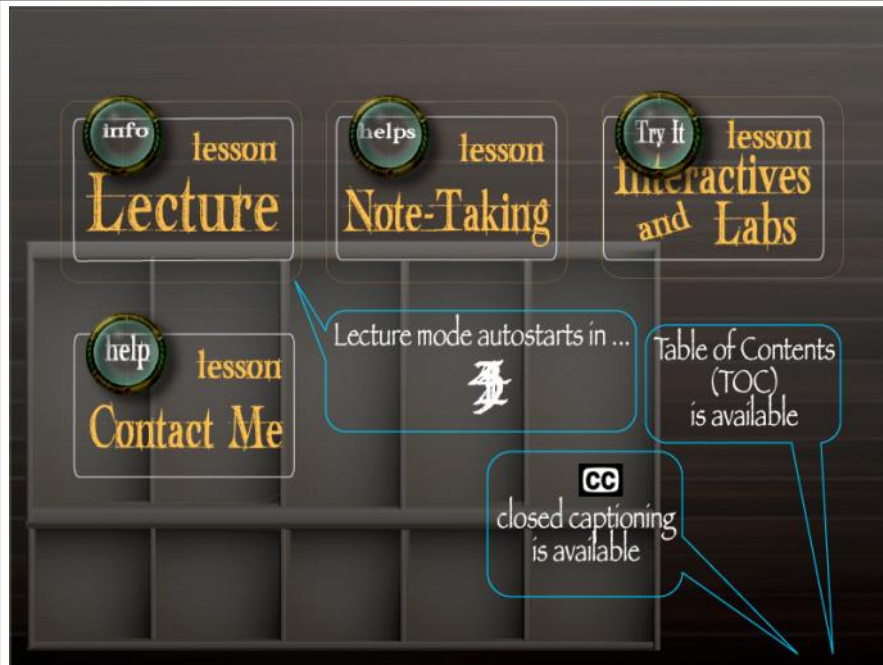 info
lesson
Lecture
helps
lesson
Note-Taking
Try It
lesson
Interactives
and Labs
help
lesson
Contact Me
Lecture mode autostarts in ...
Table of Contents
(TOC)
is available
CC
closed captioning
is available